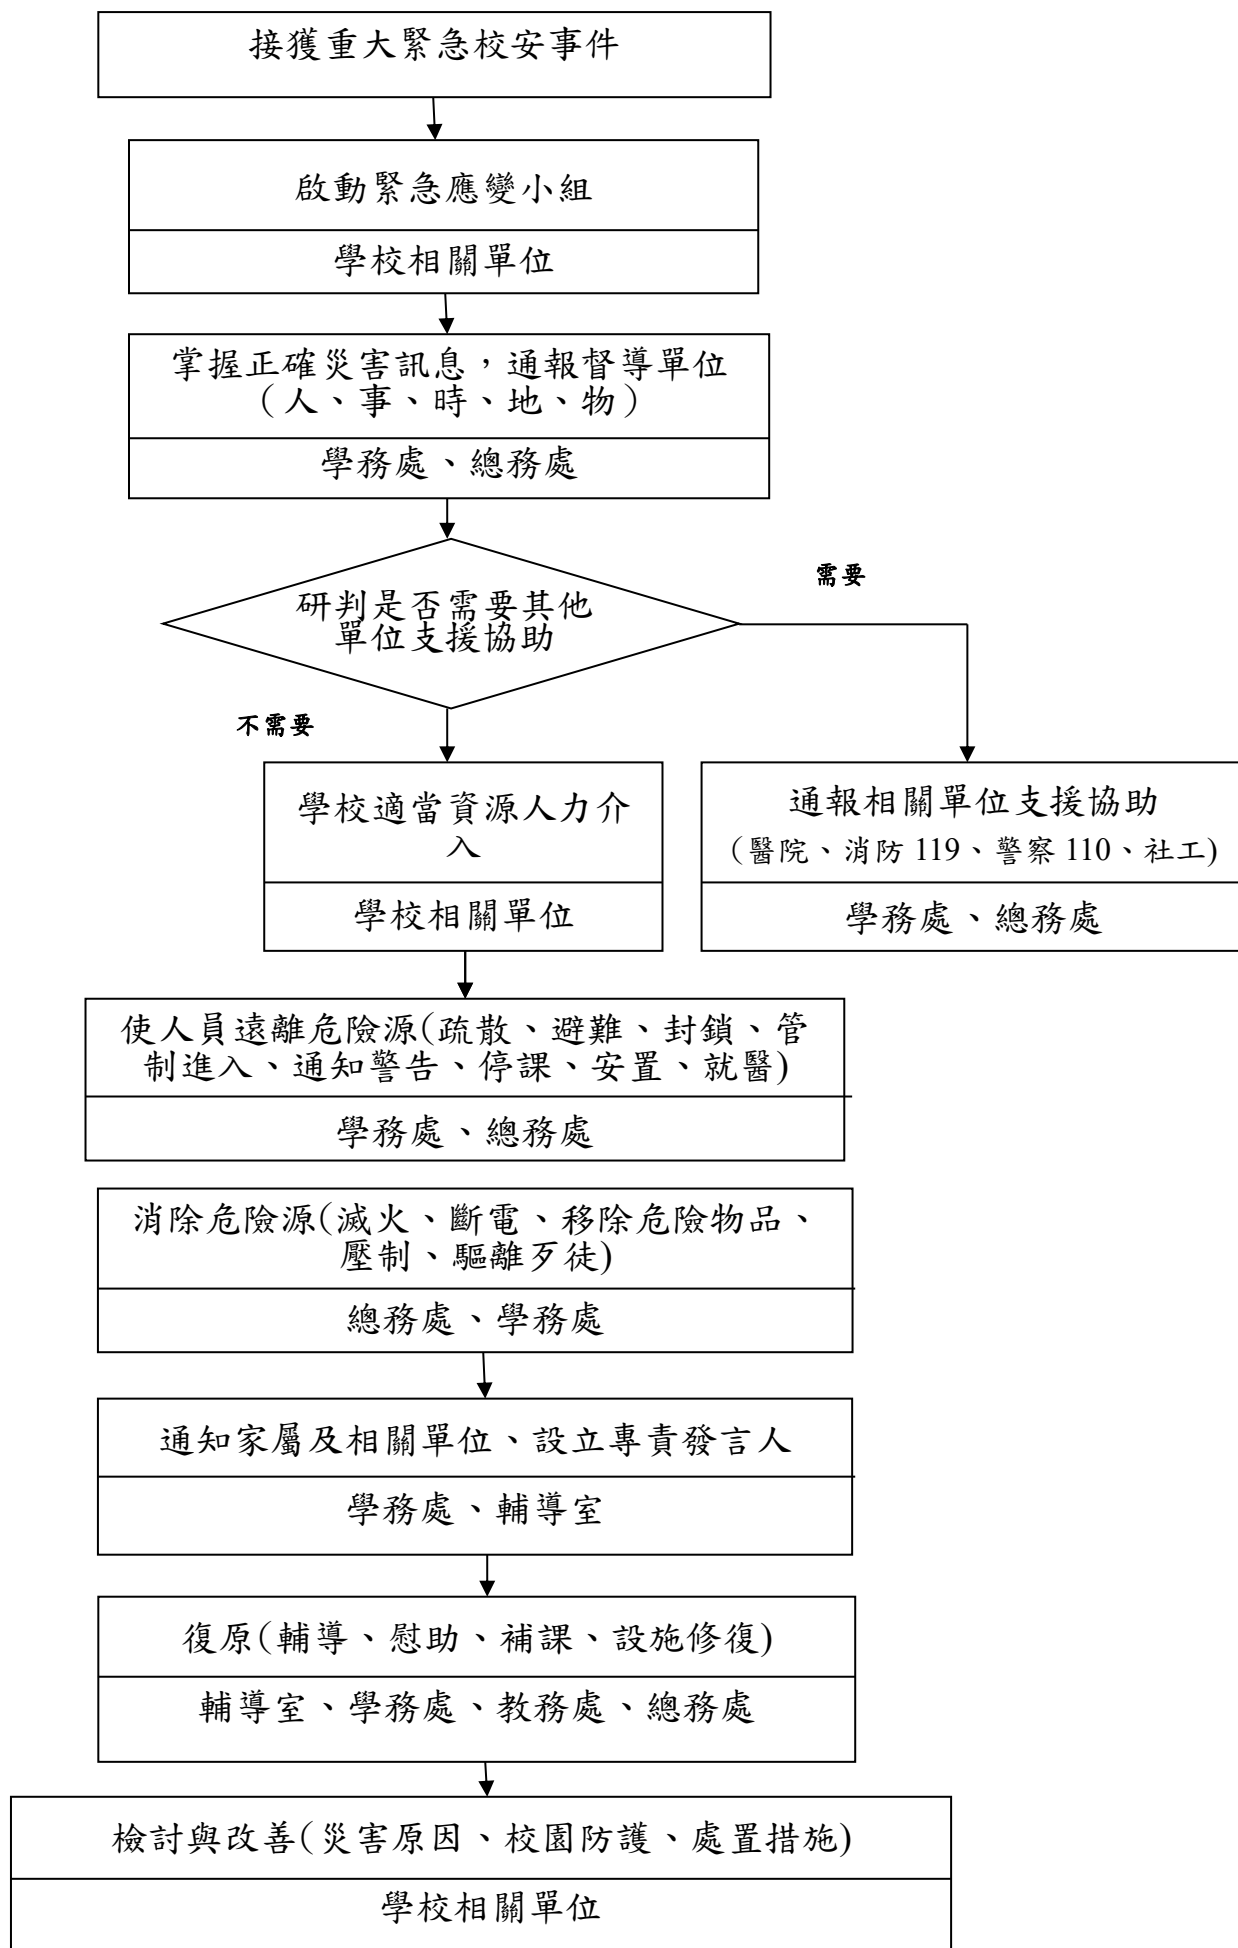 接獲重大緊急校安事件
啟動緊急應變小組
學校相關單位
掌握正確災害訊息，通報督導單位
（人、事、時、地、物）
學務處、總務處
研判是否需要其他
單位支援協助
需要
不需要
學校適當資源人力介
入
學校相關單位
通報相關單位支援協助
（醫院、消防 119、警察 110、社工)
學務處、總務處
使人員遠離危險源(疏散、避難、封鎖、管
制進入、通知警告、停課、安置、就醫)
學務處、總務處
消除危險源(滅火、斷電、移除危險物品、
壓制、驅離歹徒)
總務處、學務處
通知家屬及相關單位、設立專責發言人
學務處、輔導室
復原(輔導、慰助、補課、設施修復)
輔導室、學務處、教務處、總務處
檢討與改善(災害原因、校園防護、處置措施)
學校相關單位